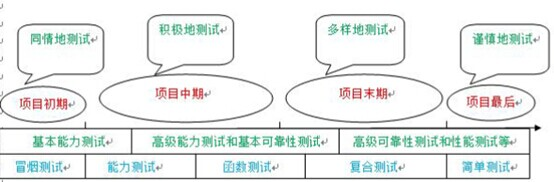 同情地测试
积极地测试
多样地测试
谨慎地测试
项目初期
项目中期
项目末期
项目最后
基本能力测试
高级能力测试和基本可靠性测试
高级可靠性测试和性能测试等
冒烟测试
能力测试
函数测试
复合测试
简单测试